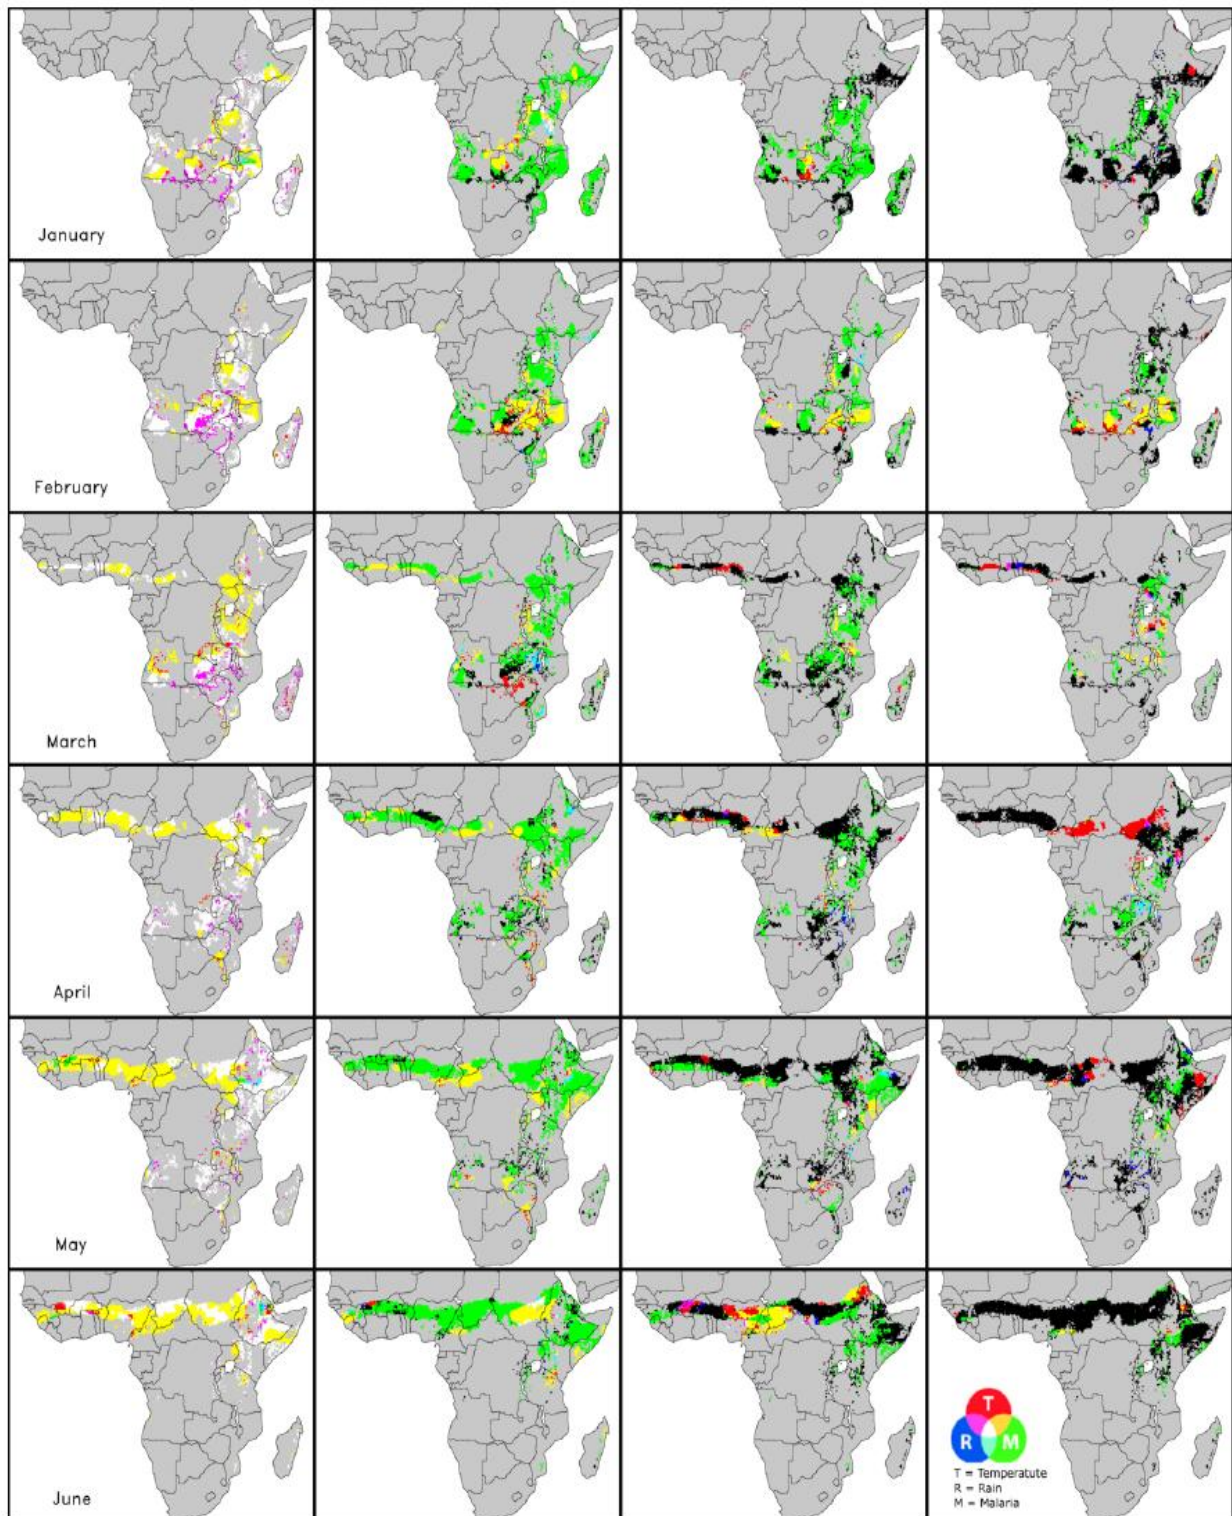 January
February
March
April
May
June
T
R
M
T = Temperatute
R = Rain
M = Malaria